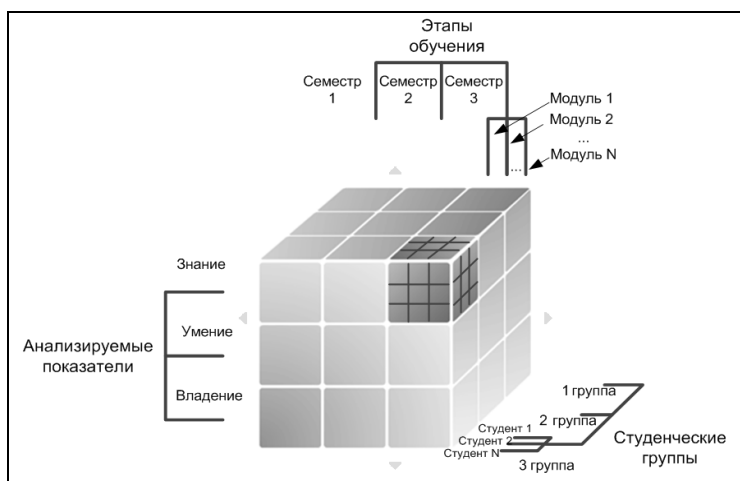 Этапы
обучения
Семестр
1
Семестр
2
Семестр
3
Модуль 1
Модуль 2
...
Модуль N
...
Знание
Умение
Владение
Анализируемые
показатели
1 группа
2 группа
Студент 1
Студент 2
Студент N
3 группа
Студенческие
группы